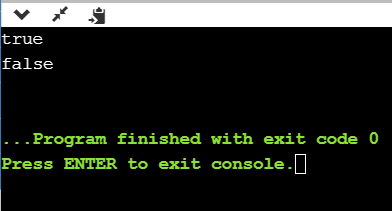 true
false
...Program finished with exit code 0
Press ENTER to exit console.